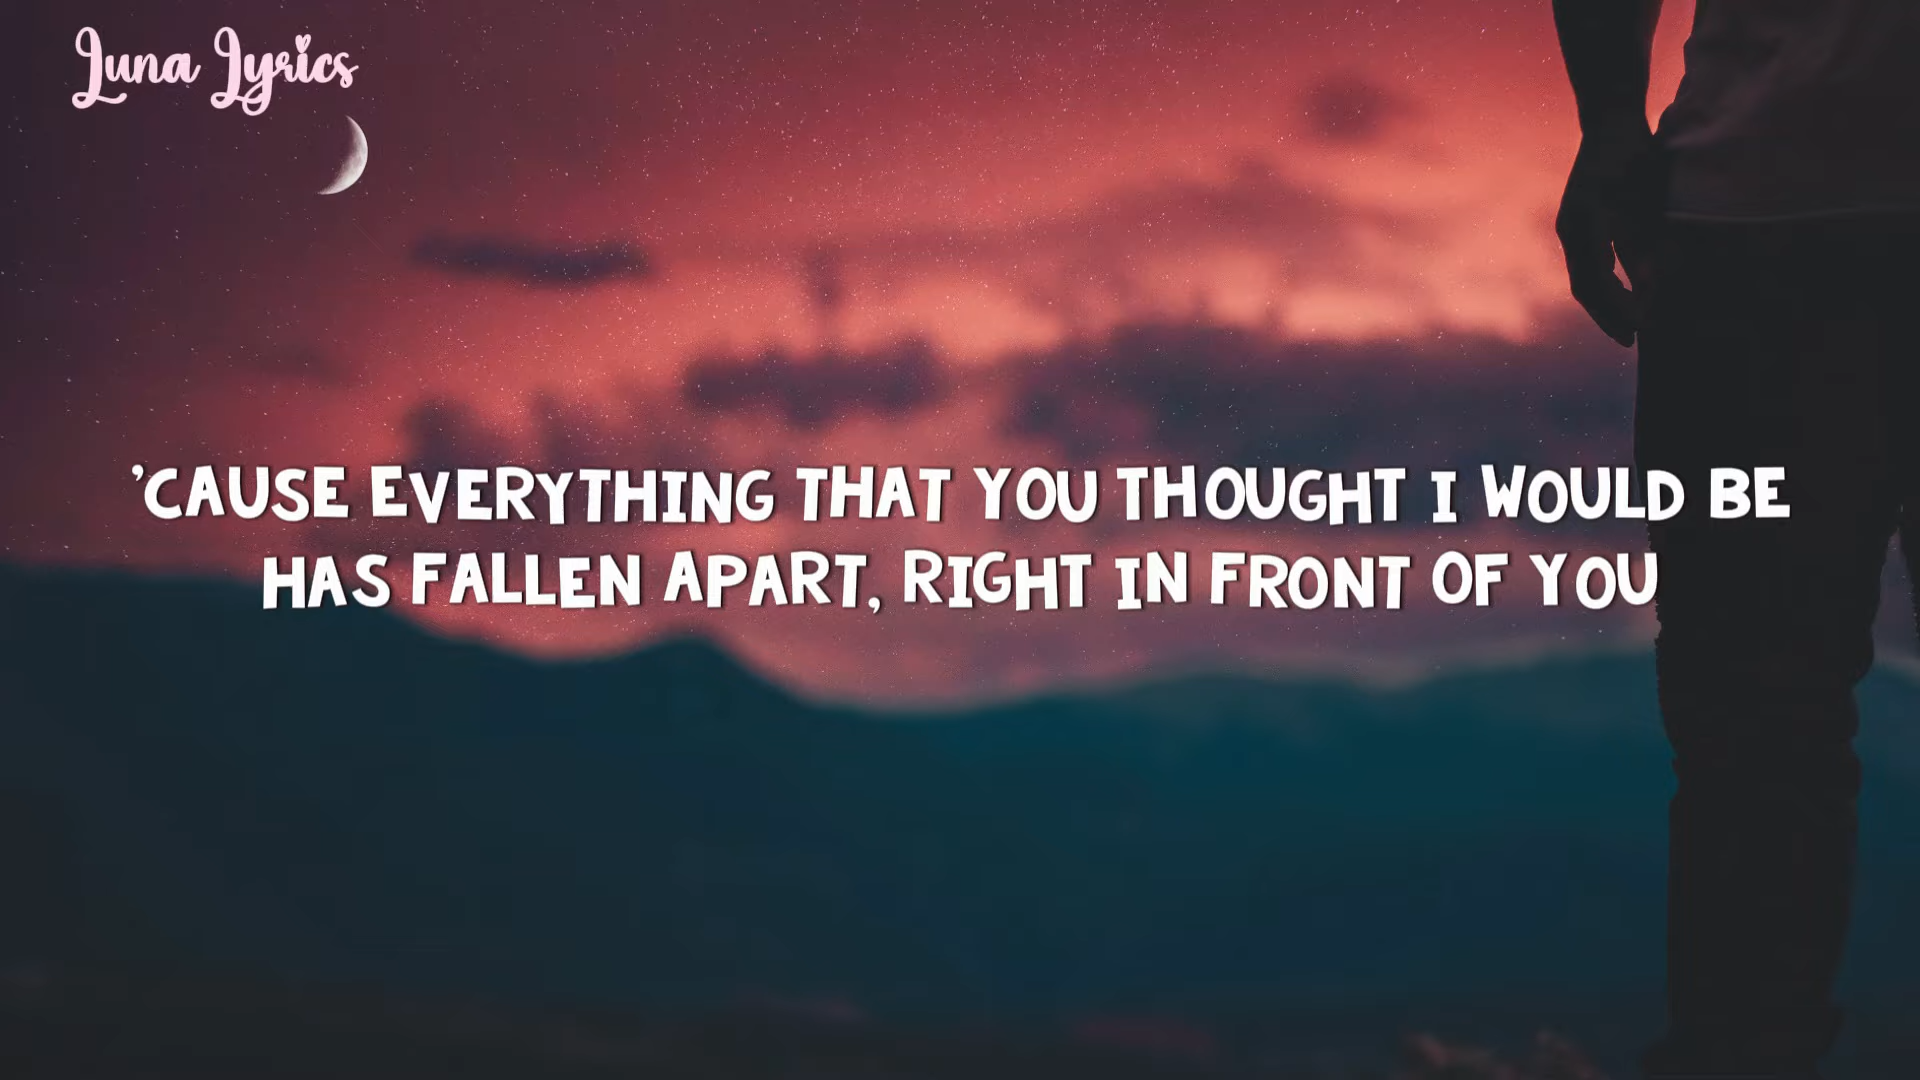 Luna Lyrics
'CAUSE EVERYTHING THAT YOU THOUGHT I WOULD BE
HAS FALLEN APART, RIGHT IN FRONT OF YOU